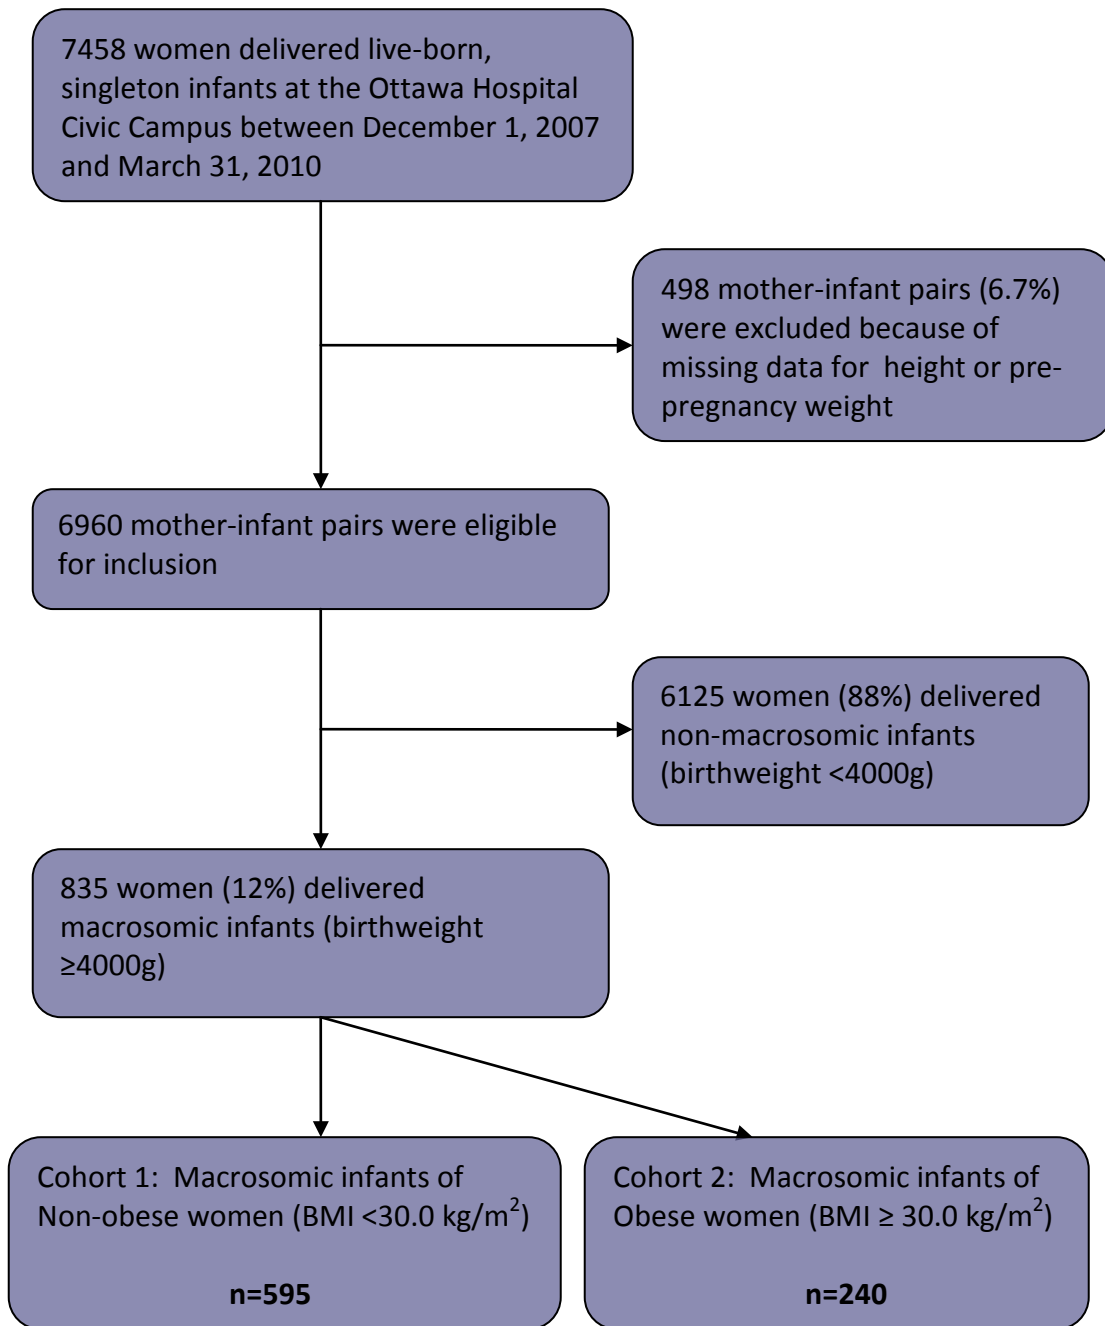 7458 women delivered live-born,
singleton infants at the Ottawa Hospital
Civic Campus between December 1, 2007
and March 31, 2010
498 mother-infant pairs (6.7%)
were excluded because of
missing data for  height or pre-
pregnancy weight
6960 mother-infant pairs were eligible
for inclusion
6125 women (88%) delivered
non-macrosomic infants
(birthweight <4000g)
835 women (12%) delivered
macrosomic infants (birthweight
≥4000g)
Cohort 1:  Macrosomic infants of
Non-obese women (BMI <30.0 kg/m²)
n=595
Cohort 2:  Macrosomic infants of
Obese women (BMI ≥ 30.0 kg/m²)
n=240